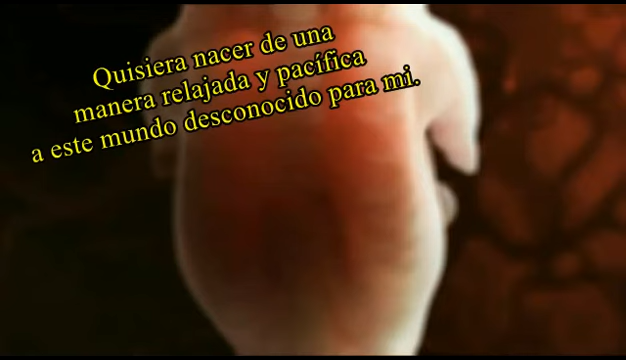 Quisiera nacer de una
manera relajada y pacífica
a este mundo desconocido para mi.